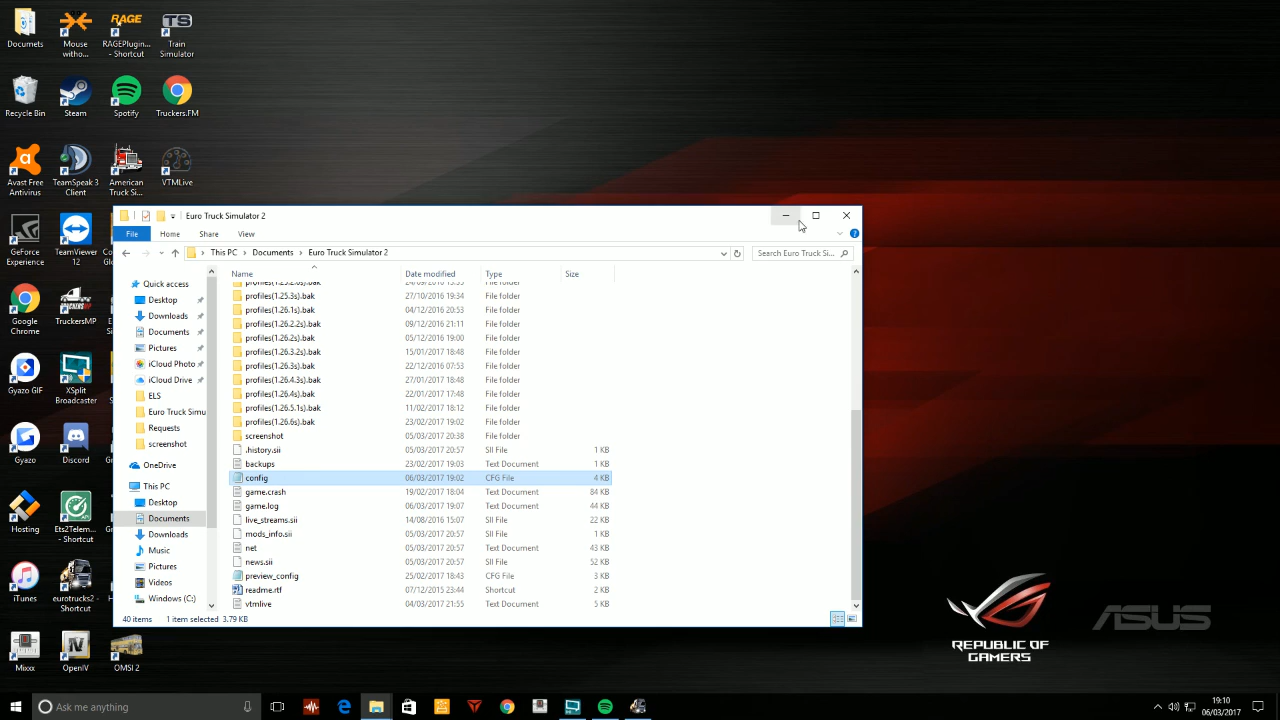 Documets
Mouse witho...
RAGE
RAGEPlugin... - Shortcut
TS
Train Simulator
Recycle Bin
Steam
Spotify
Truckers.FM
Avast Free Antivirus
TeamSpeak 3 Client
American Truck Si...
VTMLive
GeForce Experience
TeamViewer 12
Google Chrome
TruckersMP
Gyazo GIF
XSplit Broadcaster
Gyazo
Discord
Hosting
Ets2Telem... - Shortcut
iTunes
eurotrucks2 - Shortcut
Mixxx
OpenIV
OMSI 2
Euro Truck Simulator 2
File Home Share View
This PC Documents Euro Truck Simulator 2
Search Euro Truck Si...
Name Date modified Type Size
Quick access
Desktop
Downloads
Documents
Pictures
iCloud Photo
iCloud Drive
ELS
Euro Truck Simu
Requests
screenshot
OneDrive
This PC
Desktop
Documents
Downloads
Music
Pictures
Videos
Windows (C:)
profiles(1.25.3s).bak 27/10/2016 19:34 File folder
profiles(1.26.1s).bak 04/12/2016 20:53 File folder
profiles(1.26.2.2s).bak 09/12/2016 21:11 File folder
profiles(1.26.2s).bak 05/12/2016 19:00 File folder
profiles(1.26.3.2s).bak 15/01/2017 18:48 File folder
profiles(1.26.3s).bak 22/12/2016 07:53 File folder
profiles(1.26.4.3s).bak 27/01/2017 18:48 File folder
profiles(1.26.4s).bak 22/01/2017 17:48 File folder
profiles(1.26.5.1s).bak 11/02/2017 18:12 File folder
profiles(1.26.6s).bak 23/02/2017 19:02 File folder
screenshot 05/03/2017 20:38 File folder
.history.sii 05/03/2017 20:57 SII File 1 KB
backups 23/02/2017 19:03 Text Document 1 KB
config 06/03/2017 19:02 CFG File 4 KB
game.crash 19/02/2017 18:04 Text Document 84 KB
game.log 06/03/2017 19:07 Text Document 44 KB
live_streams.sii 14/08/2016 15:07 SII File 22 KB
mods_info.sii 05/03/2017 20:57 SII File 1 KB
net 05/03/2017 20:57 Text Document 43 KB
news.sii 05/03/2017 20:57 SII File 52 KB
preview_config 25/02/2017 18:43 CFG File 3 KB
readme.rtf 07/12/2015 23:44 Shortcut 2 KB
vtmlive 04/03/2017 21:55 Text Document 5 KB
40 items 1 item selected: 3.79 KB
REPUBLIC OF
GAMERS
ASUS
Ask me anything
19:10
06/03/2017